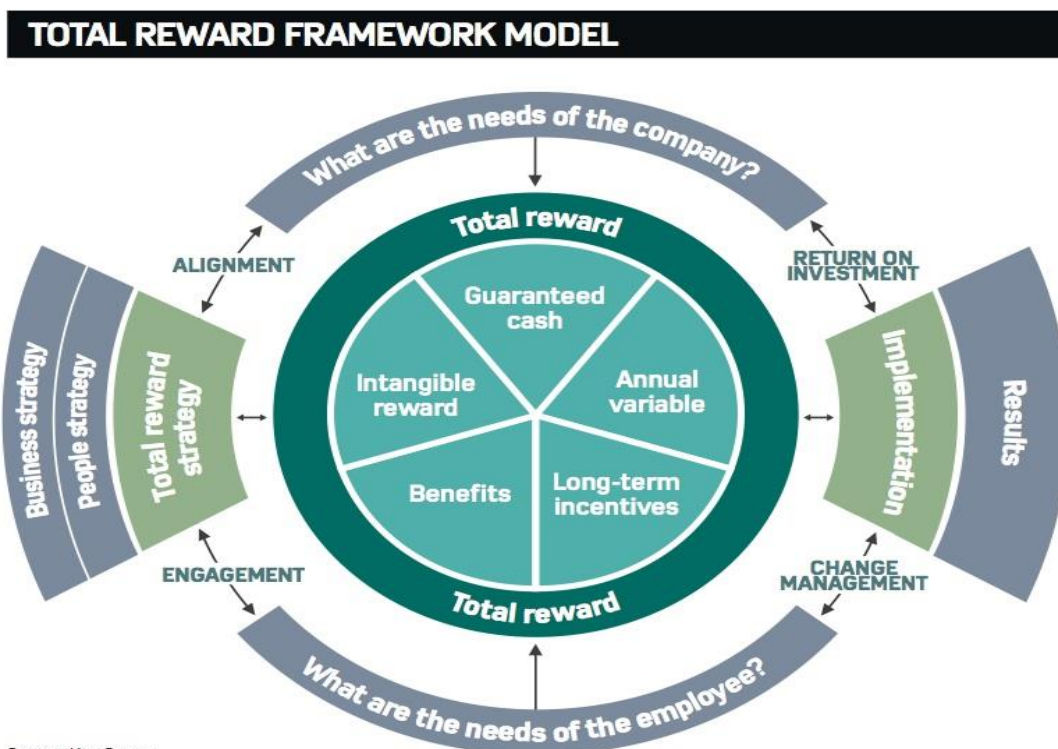 TOTAL REWARD FRAMEWORK MODEL
What are the needs of the company?
Total reward
ALIGNMENT
RETURN ON
INVESTMENT
Guaranteed
cash
Intangible
reward
Annual
variable
Benefits
Long-term
incentives
Business strategy
People strategy
Total reward
strategy
Implementation
Results
ENGAGEMENT
CHANGE
MANAGEMENT
Total reward
What are the needs of the employee?